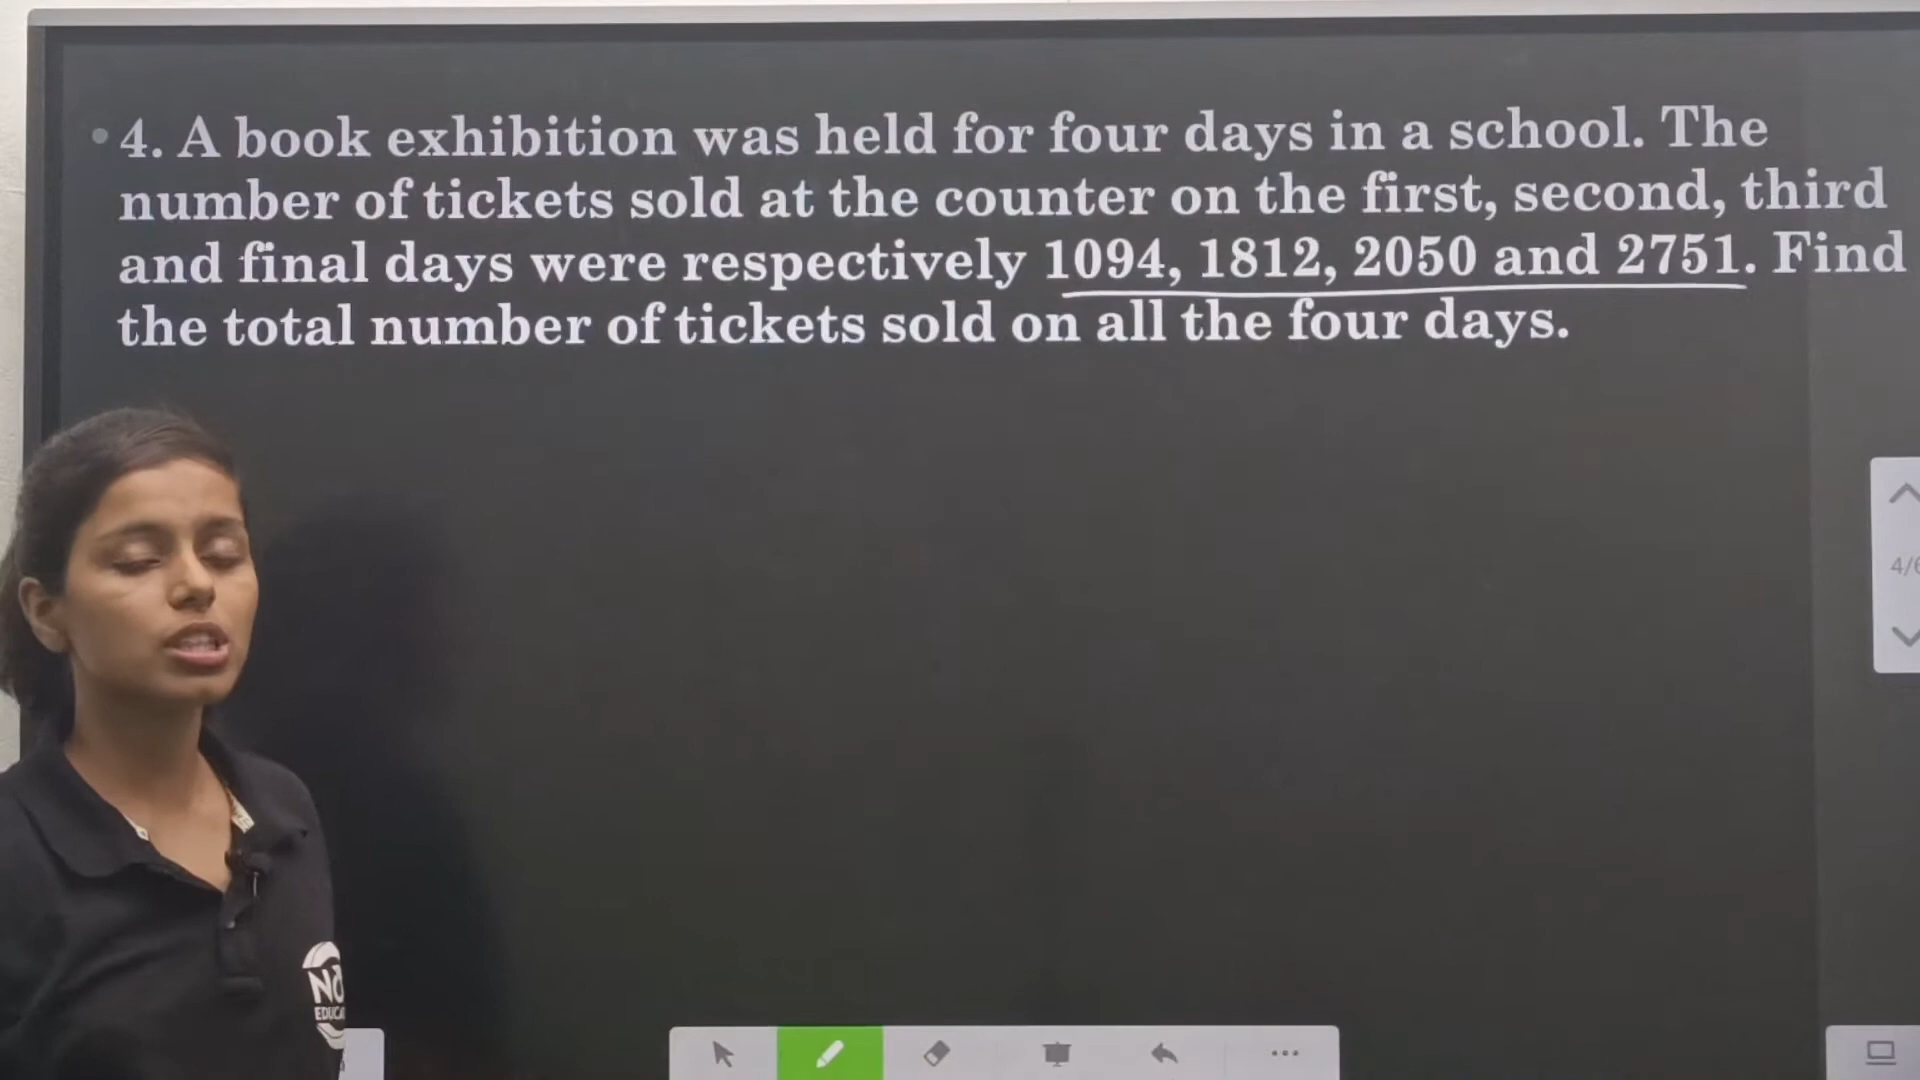 • 4. A book exhibition was held for four days in a school. The
number of tickets sold at the counter on the first, second, third
and final days were respectively 1094, 1812, 2050 and 2751. Find
the total number of tickets sold on all the four days.
4/6